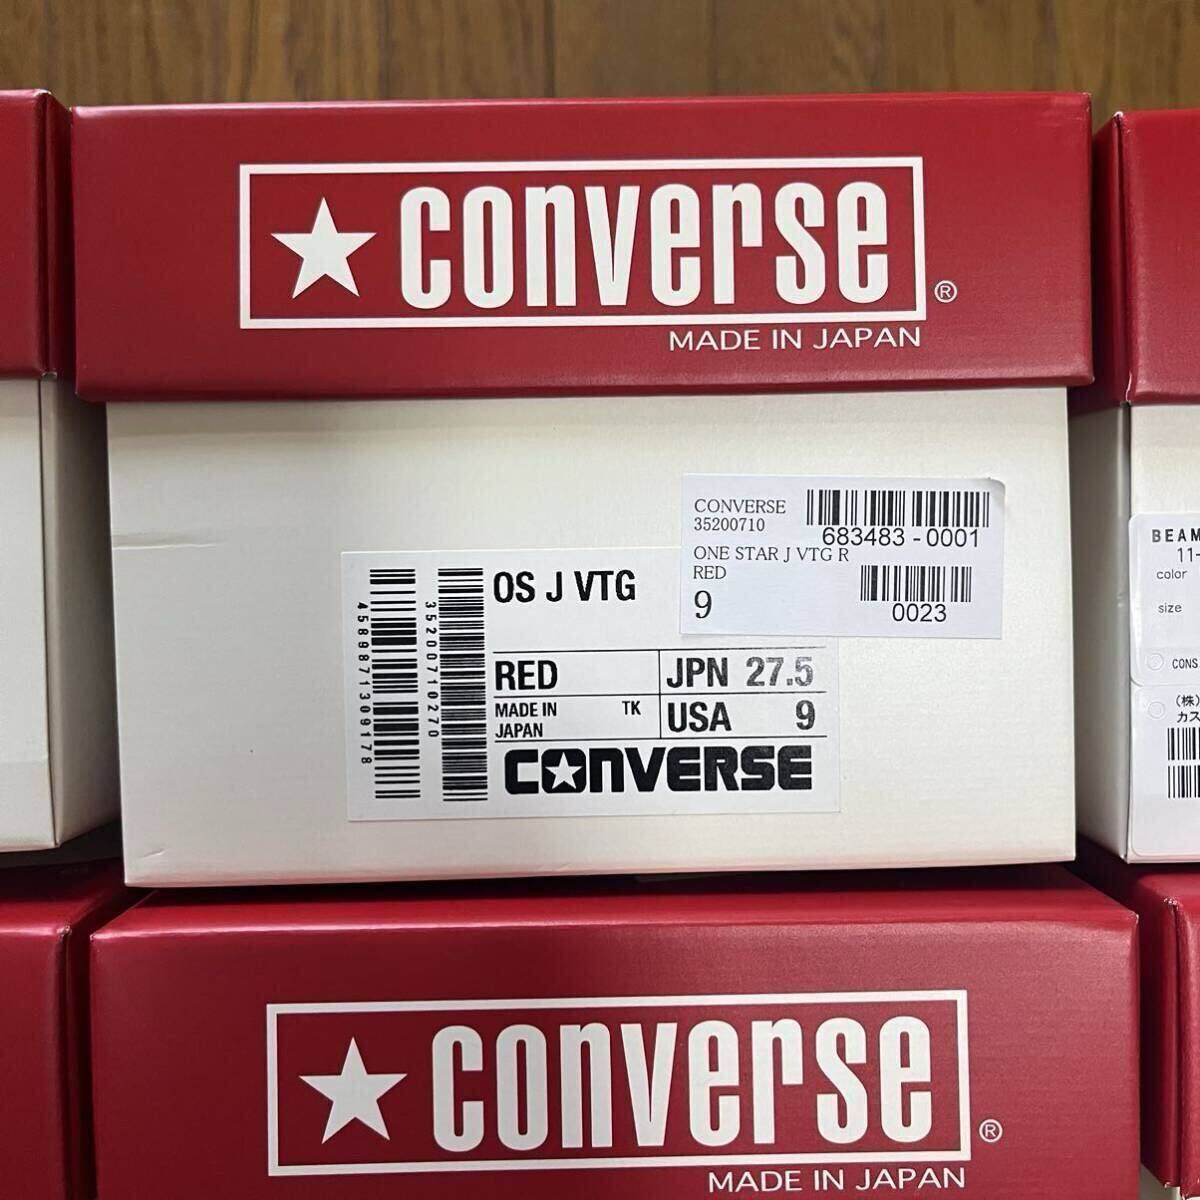 ★ CONVERSE ®
MADE IN JAPAN
CONVERSE
35200710
683483-0001
ONE STAR J VTG R
RED
9
0023
OS J VTG
4589871309178
35200710270
RED
JPN 27.5
MADE IN
JAPAN
TK
USA 9
CONVERSE
BEAM
11-
color
size
CONS
(株)
カス
★ CONVERSE ®
MADE IN JAPAN